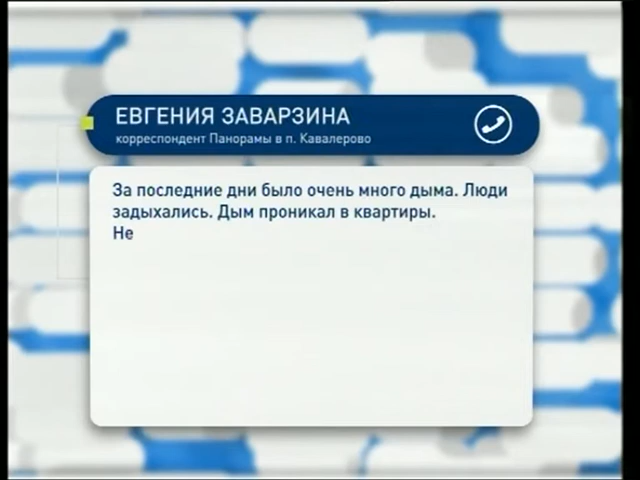 ЕВГЕНИЯ ЗАВАРЗИНА
корреспондент Панорамы в п. Кавалерово
За последние дни было очень много дыма. Люди
задыхались. Дым проникал в квартиры.
Не